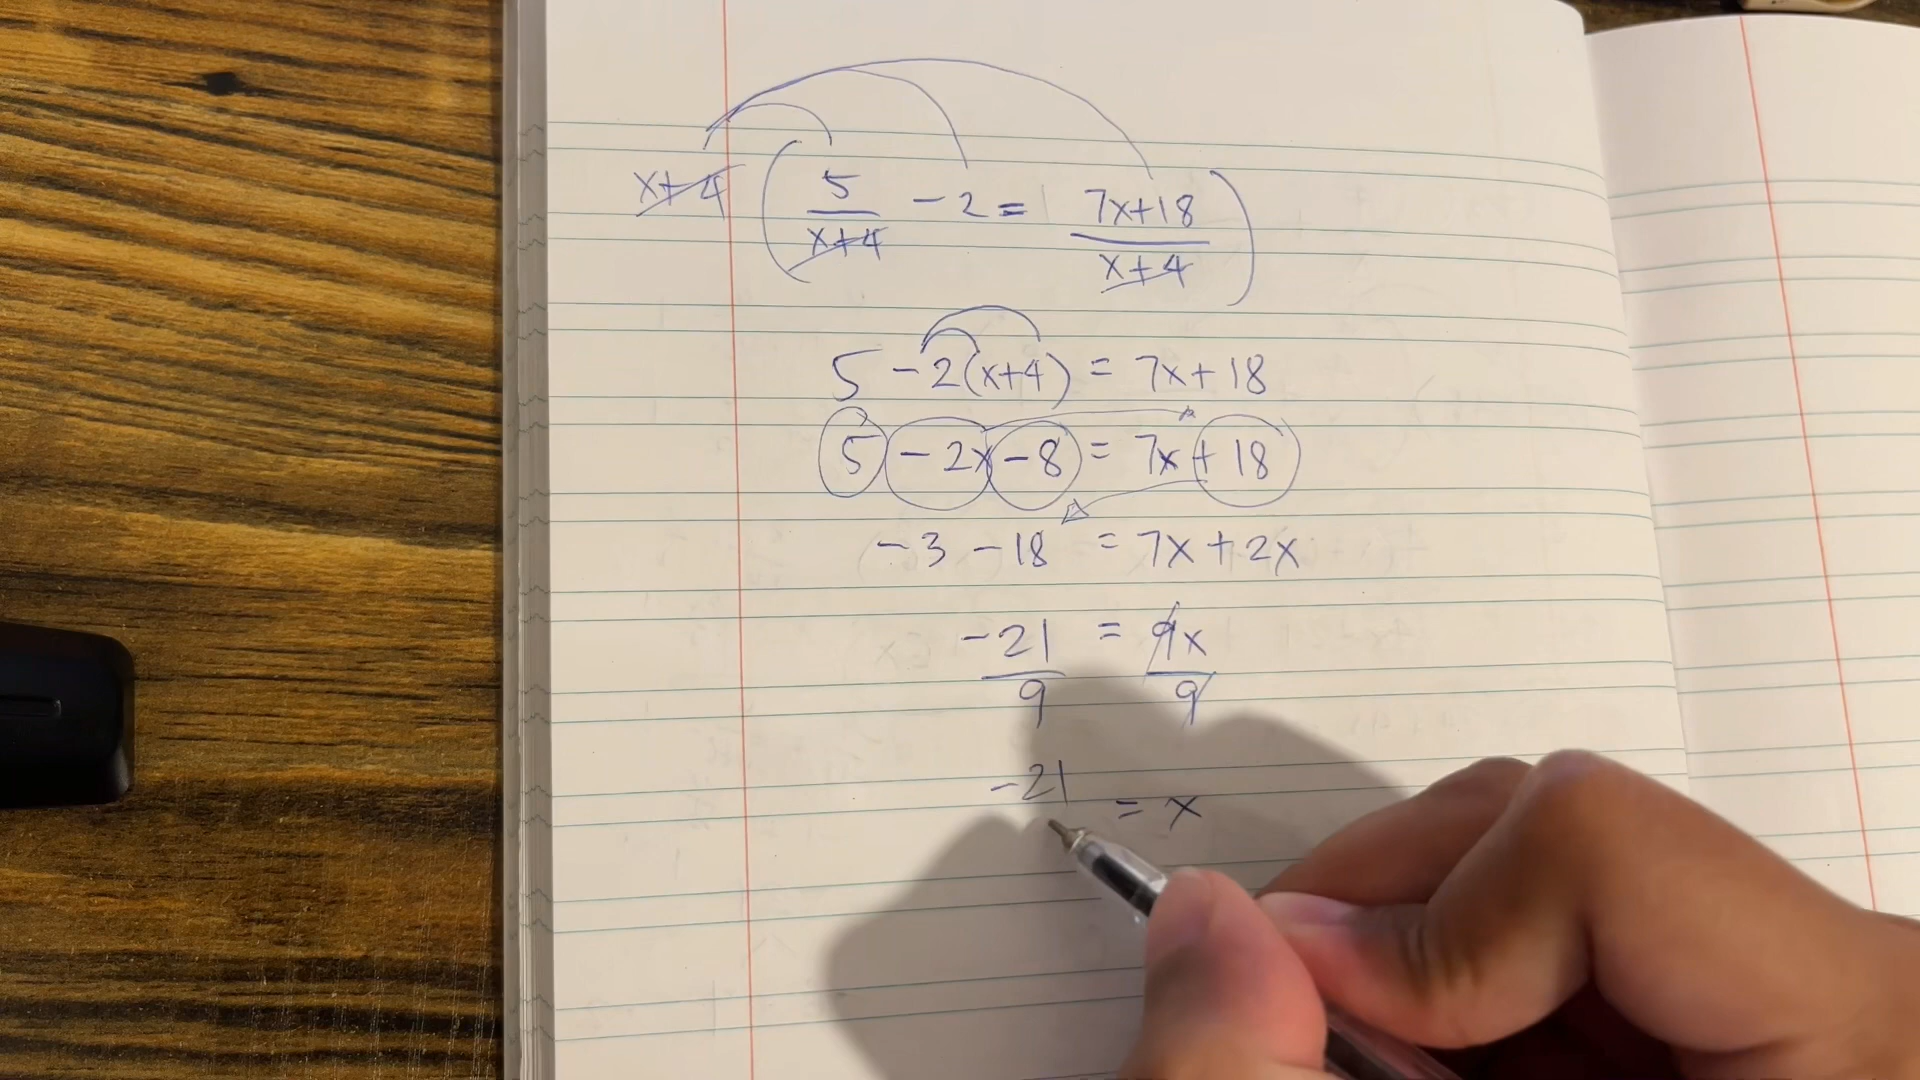 x+4 ( 5/x+4 - 2 = 7x+18/x+4 )
5 - 2(x+4) = 7x + 18
5 - 2x - 8 = 7x + 18
-3 - 18 = 7x + 2x
-21/9 = 9x/9
-21 = x